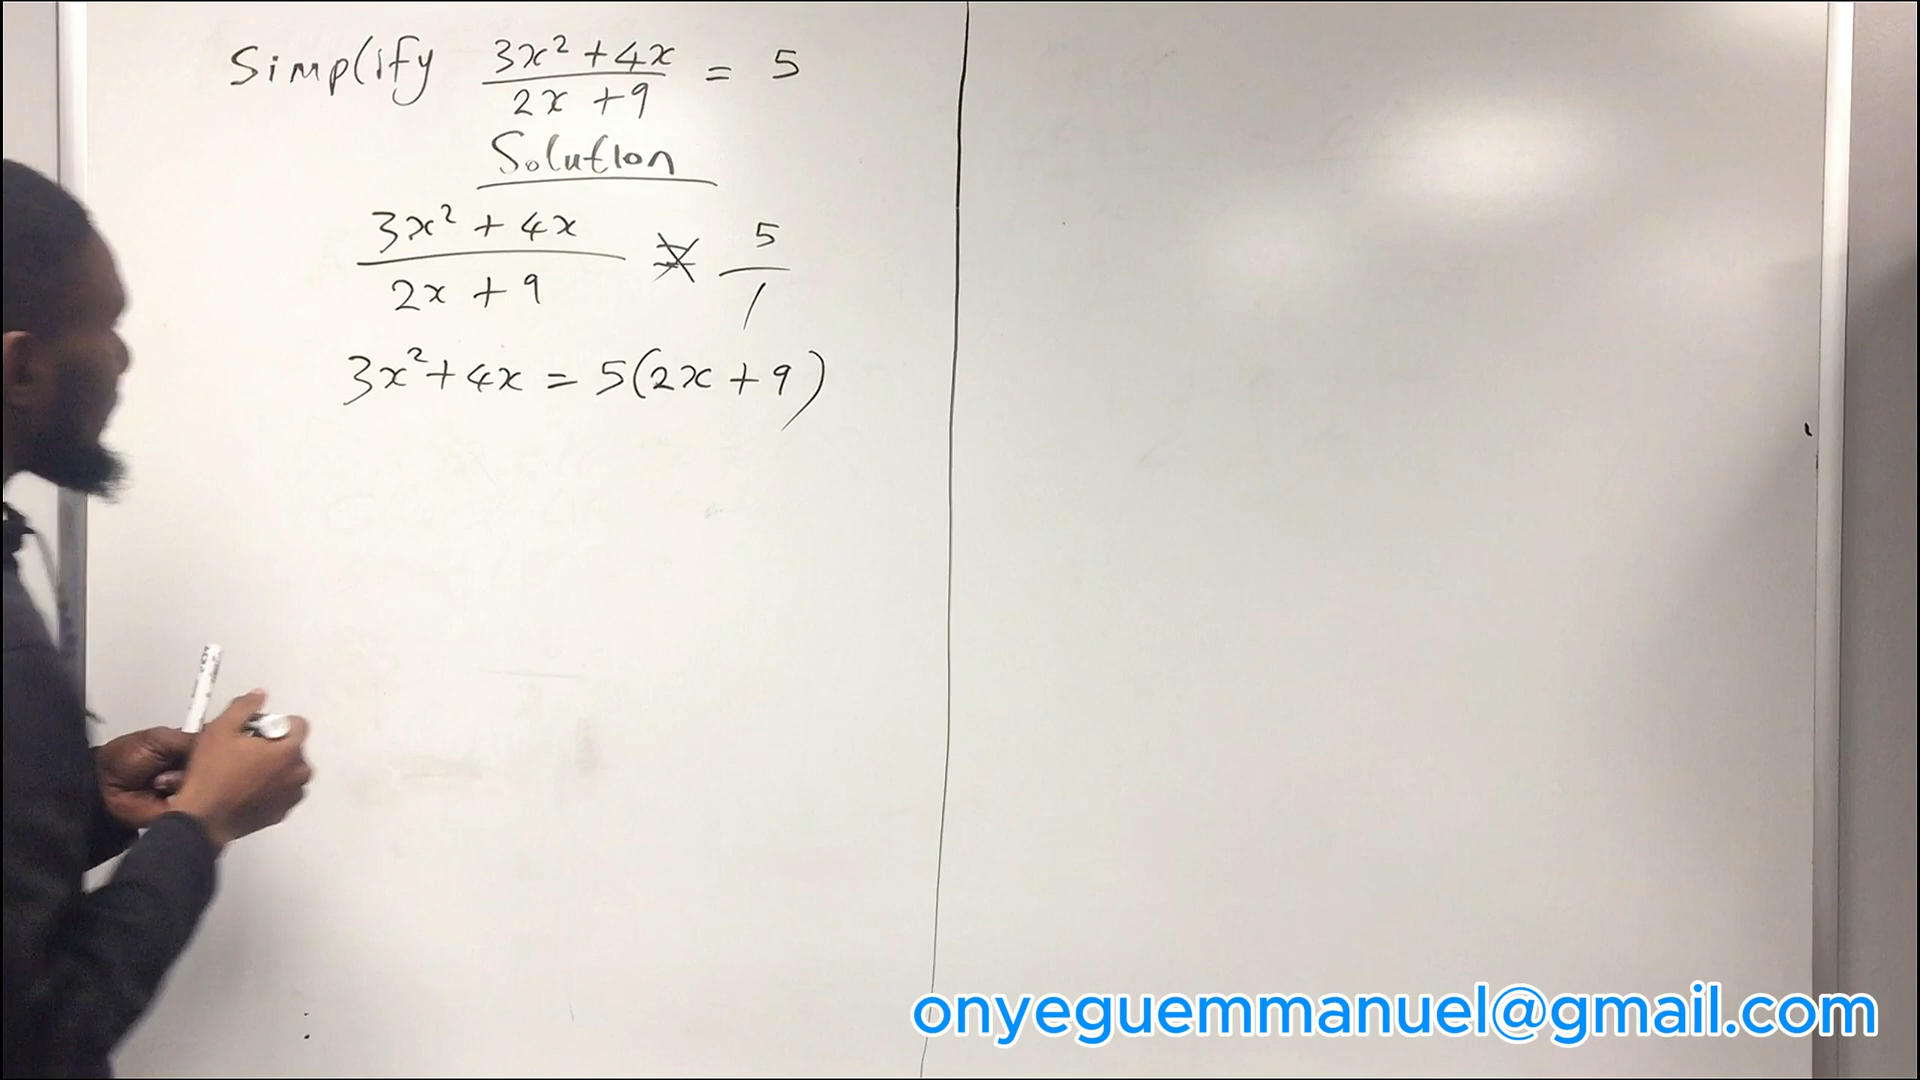 Simplify (3x² + 4x)/(2x + 9) = 5
Solution
(3x² + 4x)/(2x + 9) = 5/1
3x² + 4x = 5(2x + 9)
onyeguemmanuel@gmail.com